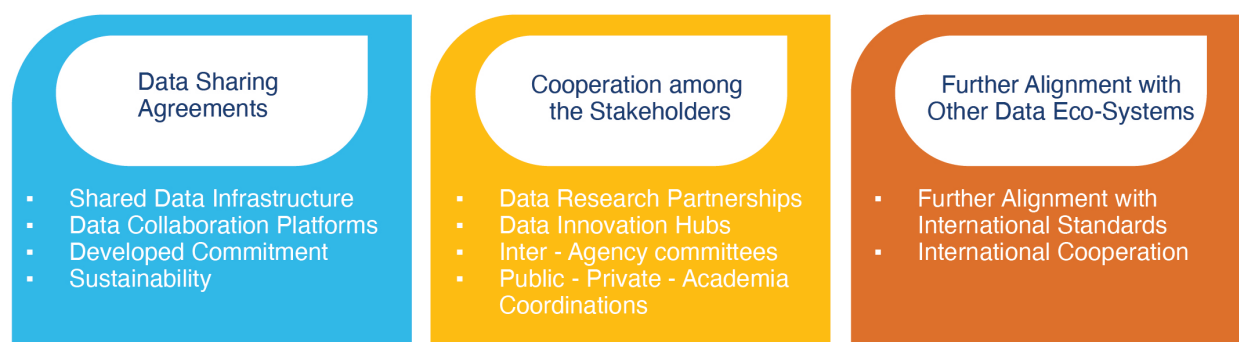 Data Sharing
Agreements
▪ Shared Data Infrastructure
▪ Data Collaboration Platforms
▪ Developed Commitment
▪ Sustainability
Cooperation among
the Stakeholders
▪ Data Research Partnerships
▪ Data Innovation Hubs
▪ Inter - Agency committees
▪ Public - Private - Academia
Coordinations
Further Alignment with
Other Data Eco-Systems
▪ Further Alignment with
International Standards
▪ International Cooperation